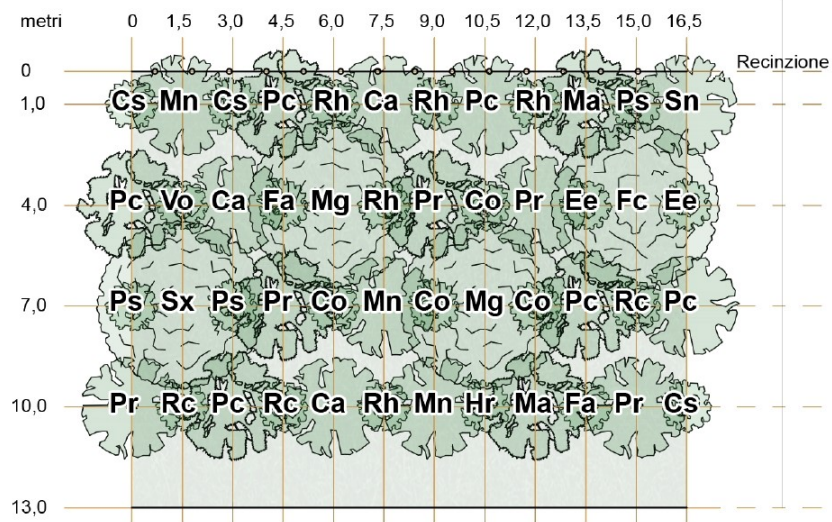 metri 0 1,5 3,0 4,5 6,0 7,5 9,0 10,5 12,0 13,5 15,0 16,5
0 Recinzione
1,0 Cs Mn Cs Pc Rh Ca Rh Pc Rh Ma Ps Sn
4,0 Pc Vo Ca Fa Mg Rh Pr Co Pr Ee Fc Ee
7,0 Ps Sx Ps Pr Co Mn Co Mg Co Pc Rc Pc
10,0 Pr Rc Pc Rc Ca Rh Mn Hr Ma Fa Pr Cs
13,0